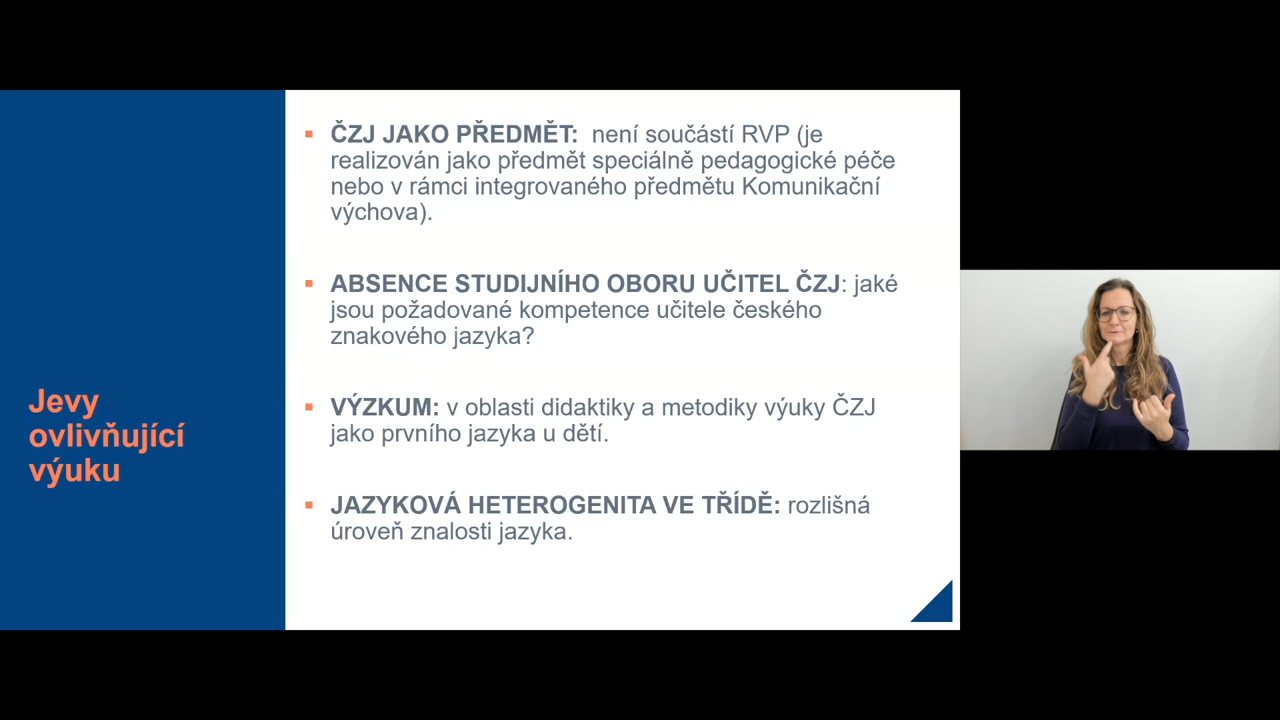 Jevy
ovlivňující
výuku
▪ ČZJ JAKO PŘEDMĚT:  není součástí RVP (je
realizován jako předmět speciálně pedagogické péče
nebo v rámci integrovaného předmětu Komunikační
výchova).
▪ ABSENCE STUDIJNÍHO OBORU UČITEL ČZJ: jaké
jsou požadované kompetence učitele českého
znakového jazyka?
▪ VÝZKUM: v oblasti didaktiky a metodiky výuky ČZJ
jako prvního jazyka u dětí.
▪ JAZYKOVÁ HETEROGENITA VE TŘÍDĚ: rozlišná
úroveň znalosti jazyka.